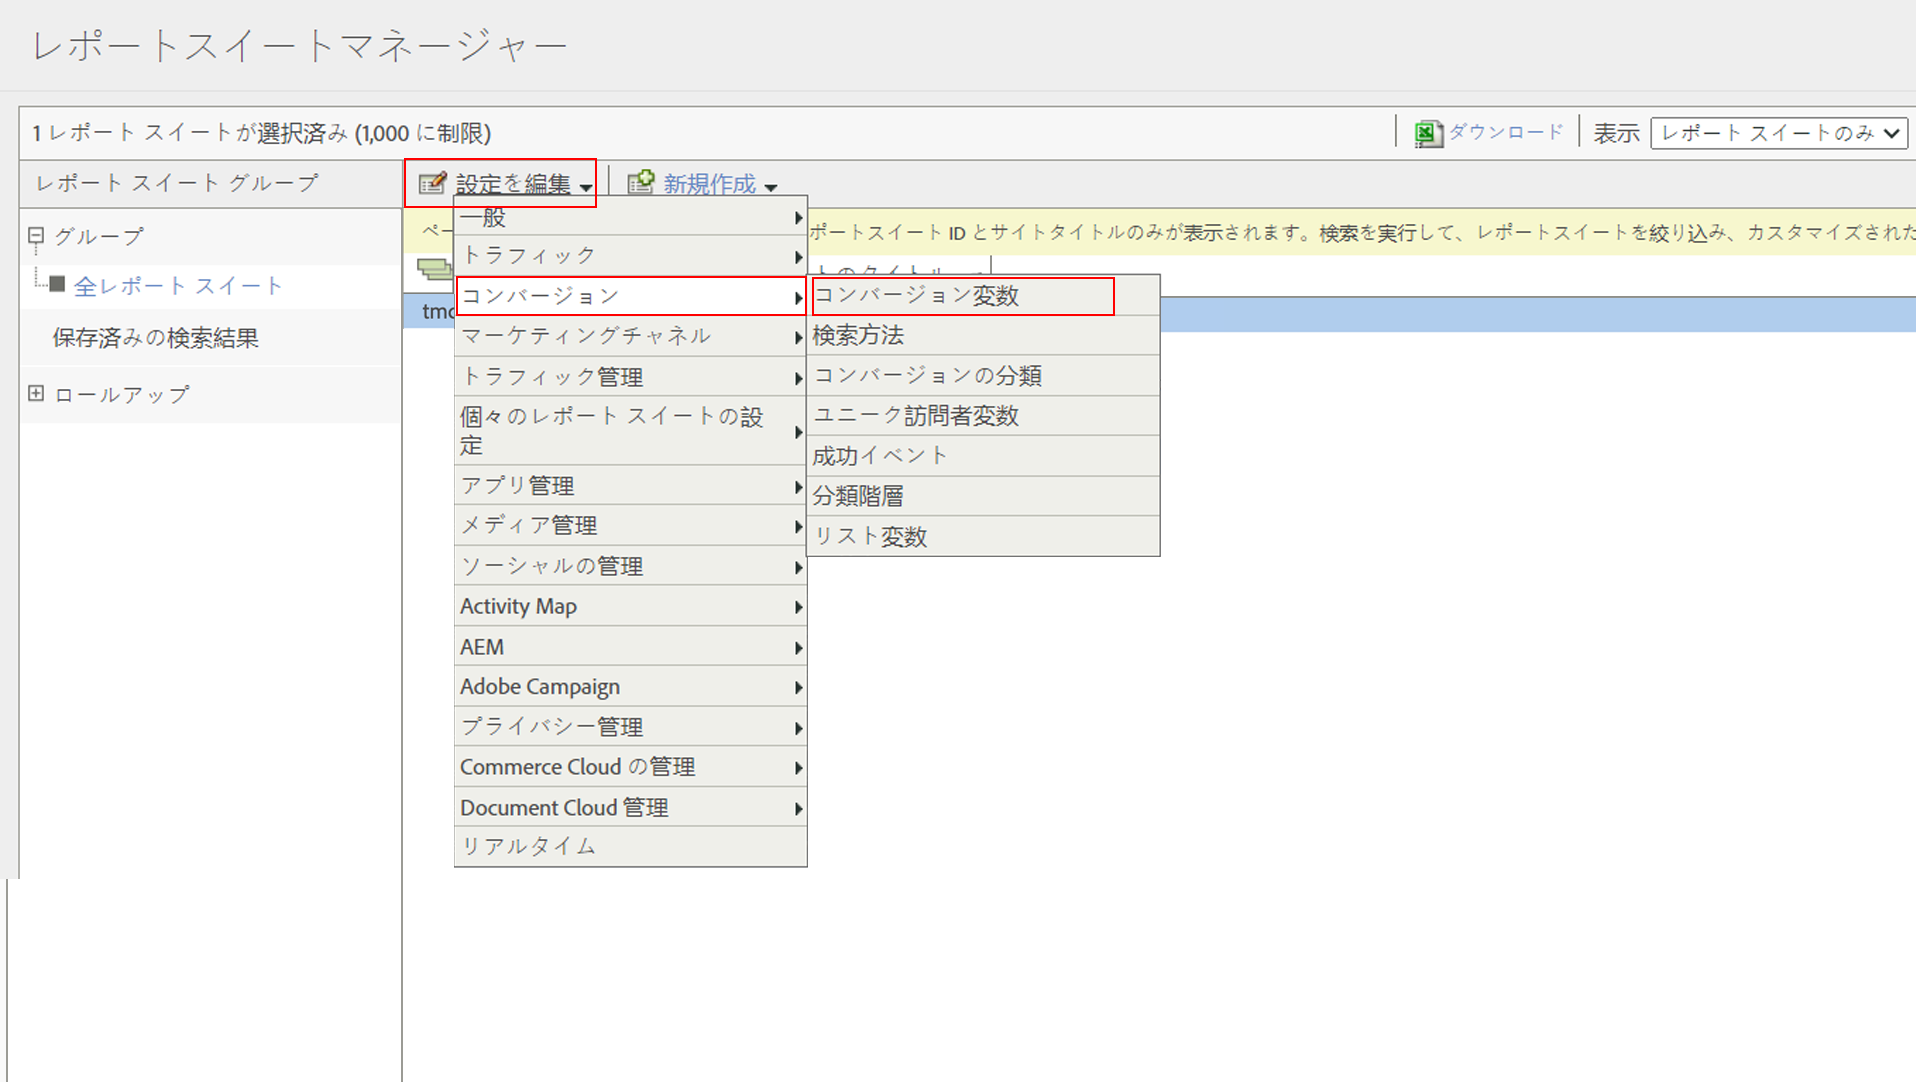 レポートスイートマネージャー
1 レポート スイートが選択済み (1,000 に制限)
ダウンロード
表示
レポート スイートのみ
レポート スイート グループ
設定を編集
新規作成
グループ
全レポート スイート
保存済みの検索結果
ロールアップ
ペー
ポートスイート ID とサイトタイトルのみが表示されます。検索を実行して、レポートスイートを絞り込み、カスタマイズされた
トのタイトル
tmc
一般
トラフィック
コンバージョン
マーケティングチャネル
トラフィック管理
個々のレポート スイートの設
定
アプリ管理
メディア管理
ソーシャルの管理
Activity Map
AEM
Adobe Campaign
プライバシー管理
Commerce Cloud の管理
Document Cloud 管理
リアルタイム
コンバージョン変数
検索方法
コンバージョンの分類
ユニーク訪問者変数
成功イベント
分類階層
リスト変数